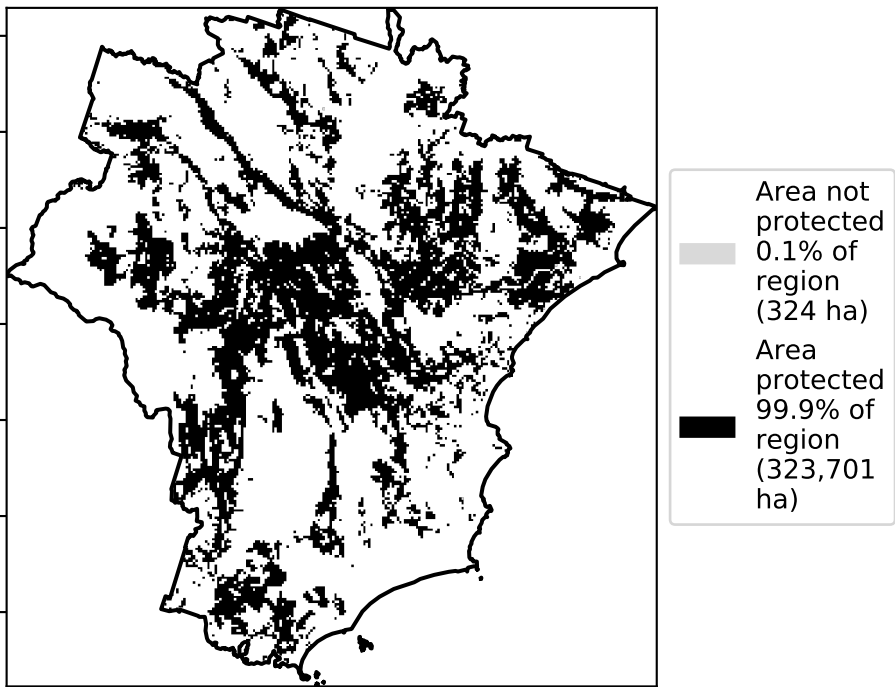 Area not
protected
0.1% of
region
(324 ha)
Area
protected
99.9% of
region
(323,701
ha)